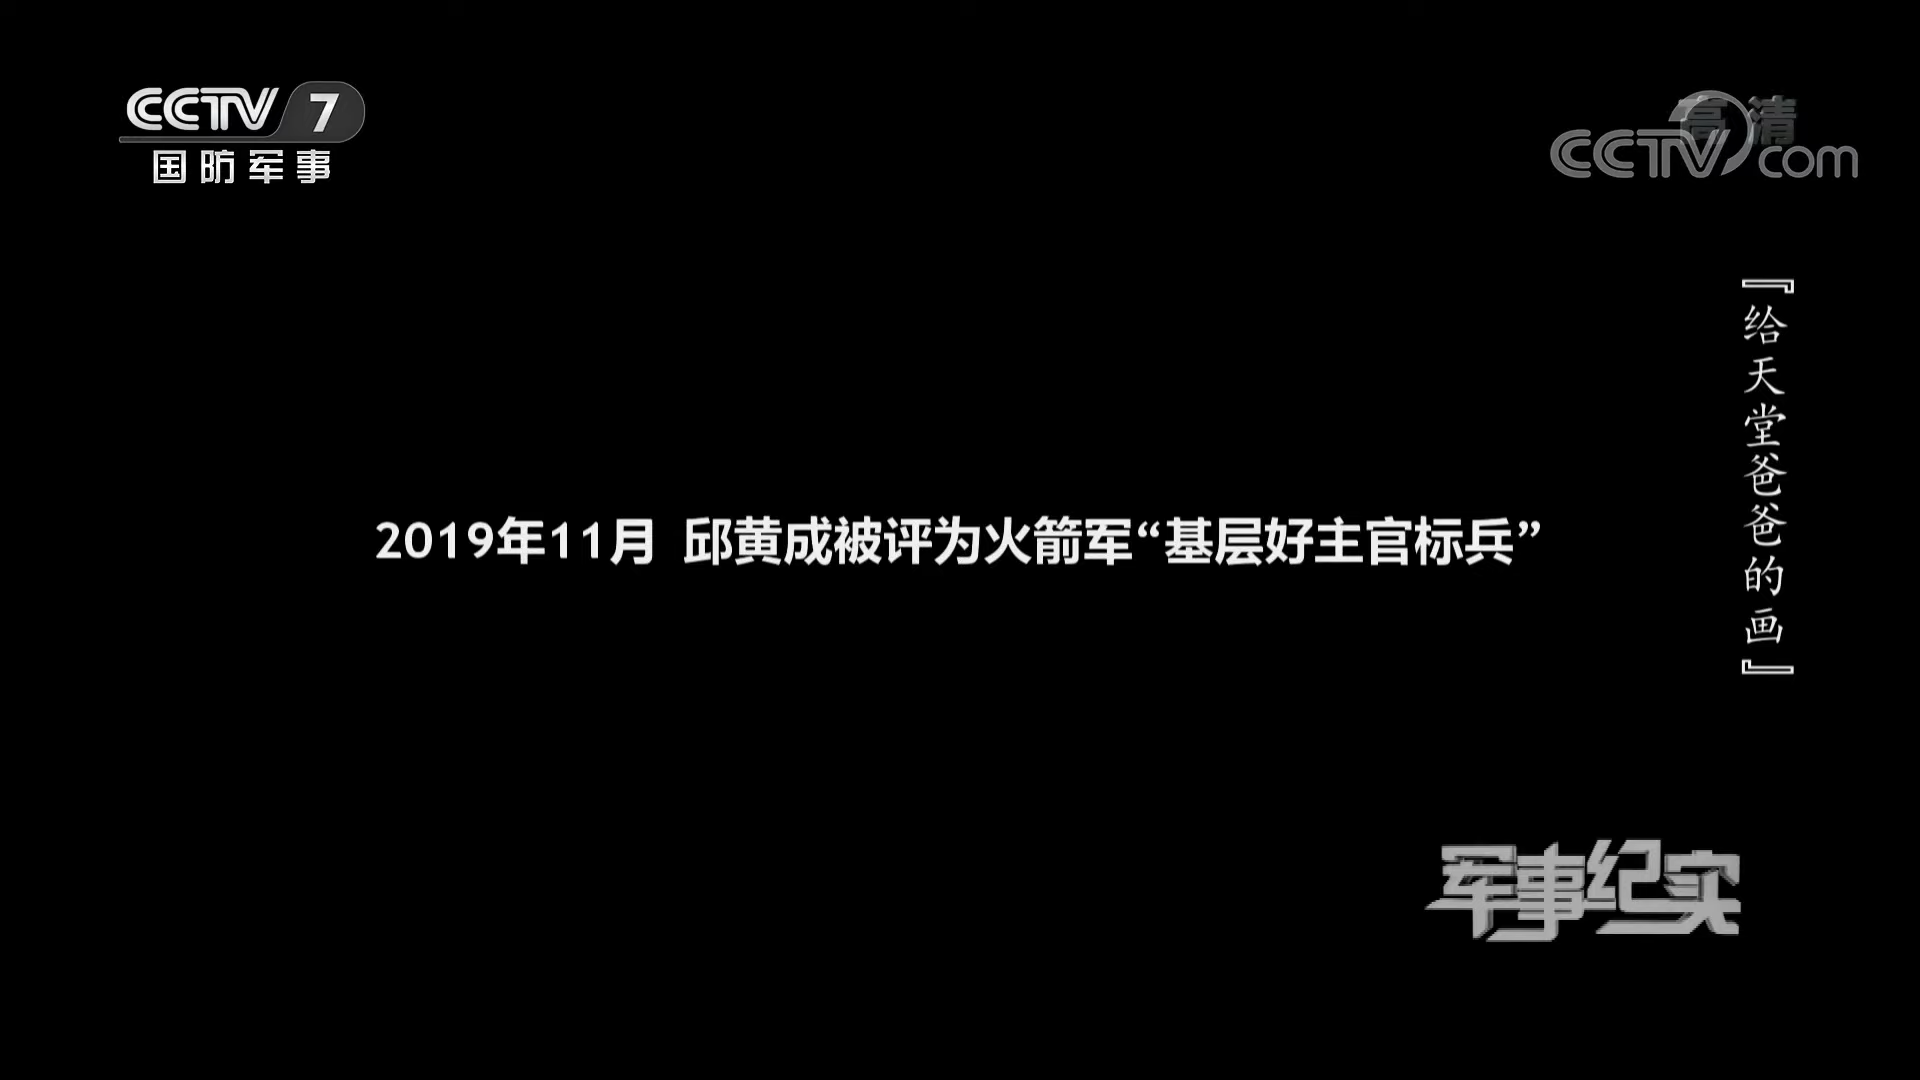 CCTV 7
国防军事
高清
CCTV.com
『给天堂爸爸的画』
2019年11月 邱黄成被评为火箭军“基层好主官标兵”
军事纪实